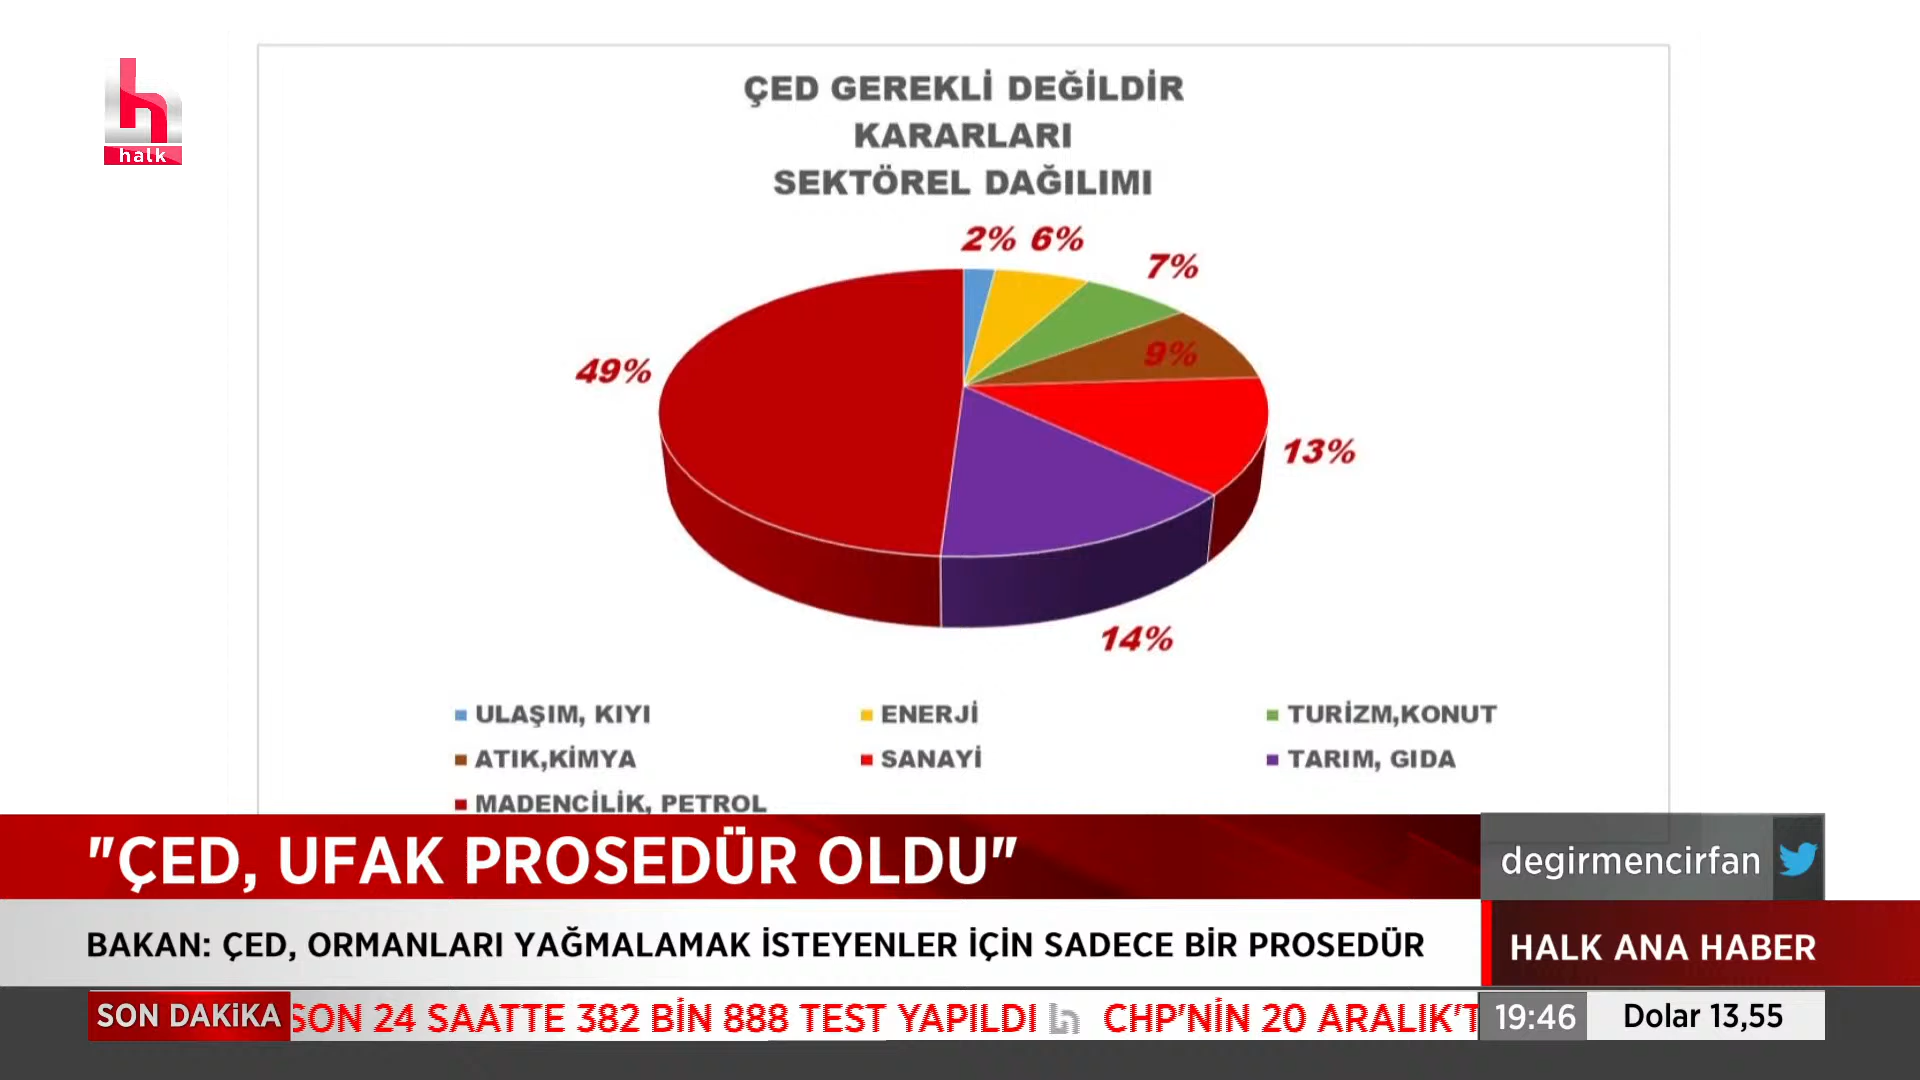 halk
ÇED GEREKLİ DEĞİLDİR
KARARLARI
SEKTÖREL DAĞILIMI
2% 6%
7%
9%
49%
13%
14%
ULAŞIM, KIYI
ENERJİ
TURİZM,KONUT
ATIK,KİMYA
SANAYİ
TARIM, GIDA
MADENCİLİK, PETROL
"ÇED, UFAK PROSEDÜR OLDU"
degirmencirfan
BAKAN: ÇED, ORMANLARI YAĞMALAMAK İSTEYENLER İÇİN SADECE BİR PROSEDÜR
HALK ANA HABER
SON DAKiKA
SON 24 SAATTE 382 BİN 888 TEST YAPILDI h CHP'NİN 20 ARALIK'T
19:46
Dolar 13,55